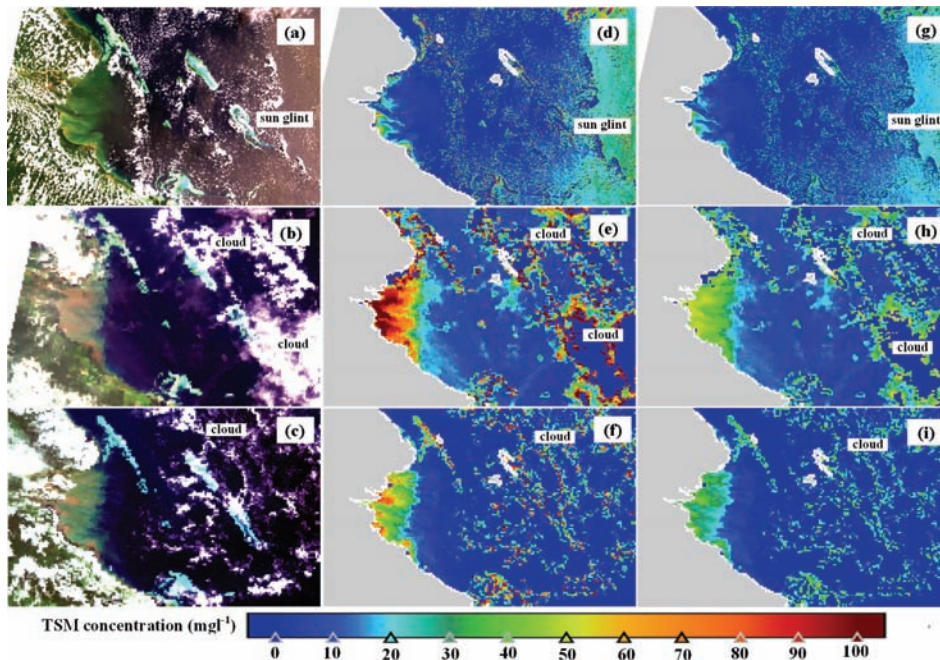 (a)
(d)
(g)
sun glint
sun glint
sun glint
(b)
(e)
(h)
cloud
cloud
cloud
cloud
cloud
cloud
(c)
(f)
(i)
cloud
cloud
cloud
TSM concentration (mgl⁻¹)
0 10 20 30 40 50 60 70 80 90 100